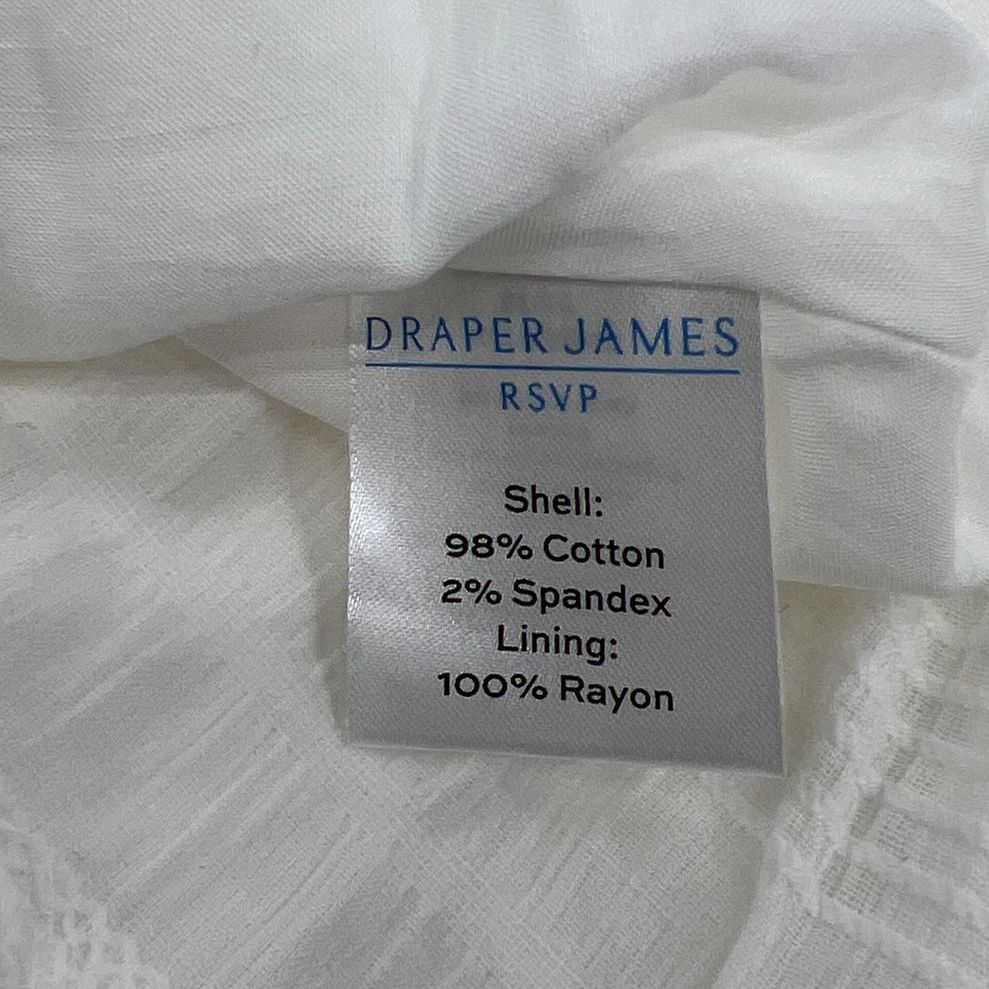 DRAPER JAMES
RSVP
Shell:
98% Cotton
2% Spandex
Lining:
100% Rayon